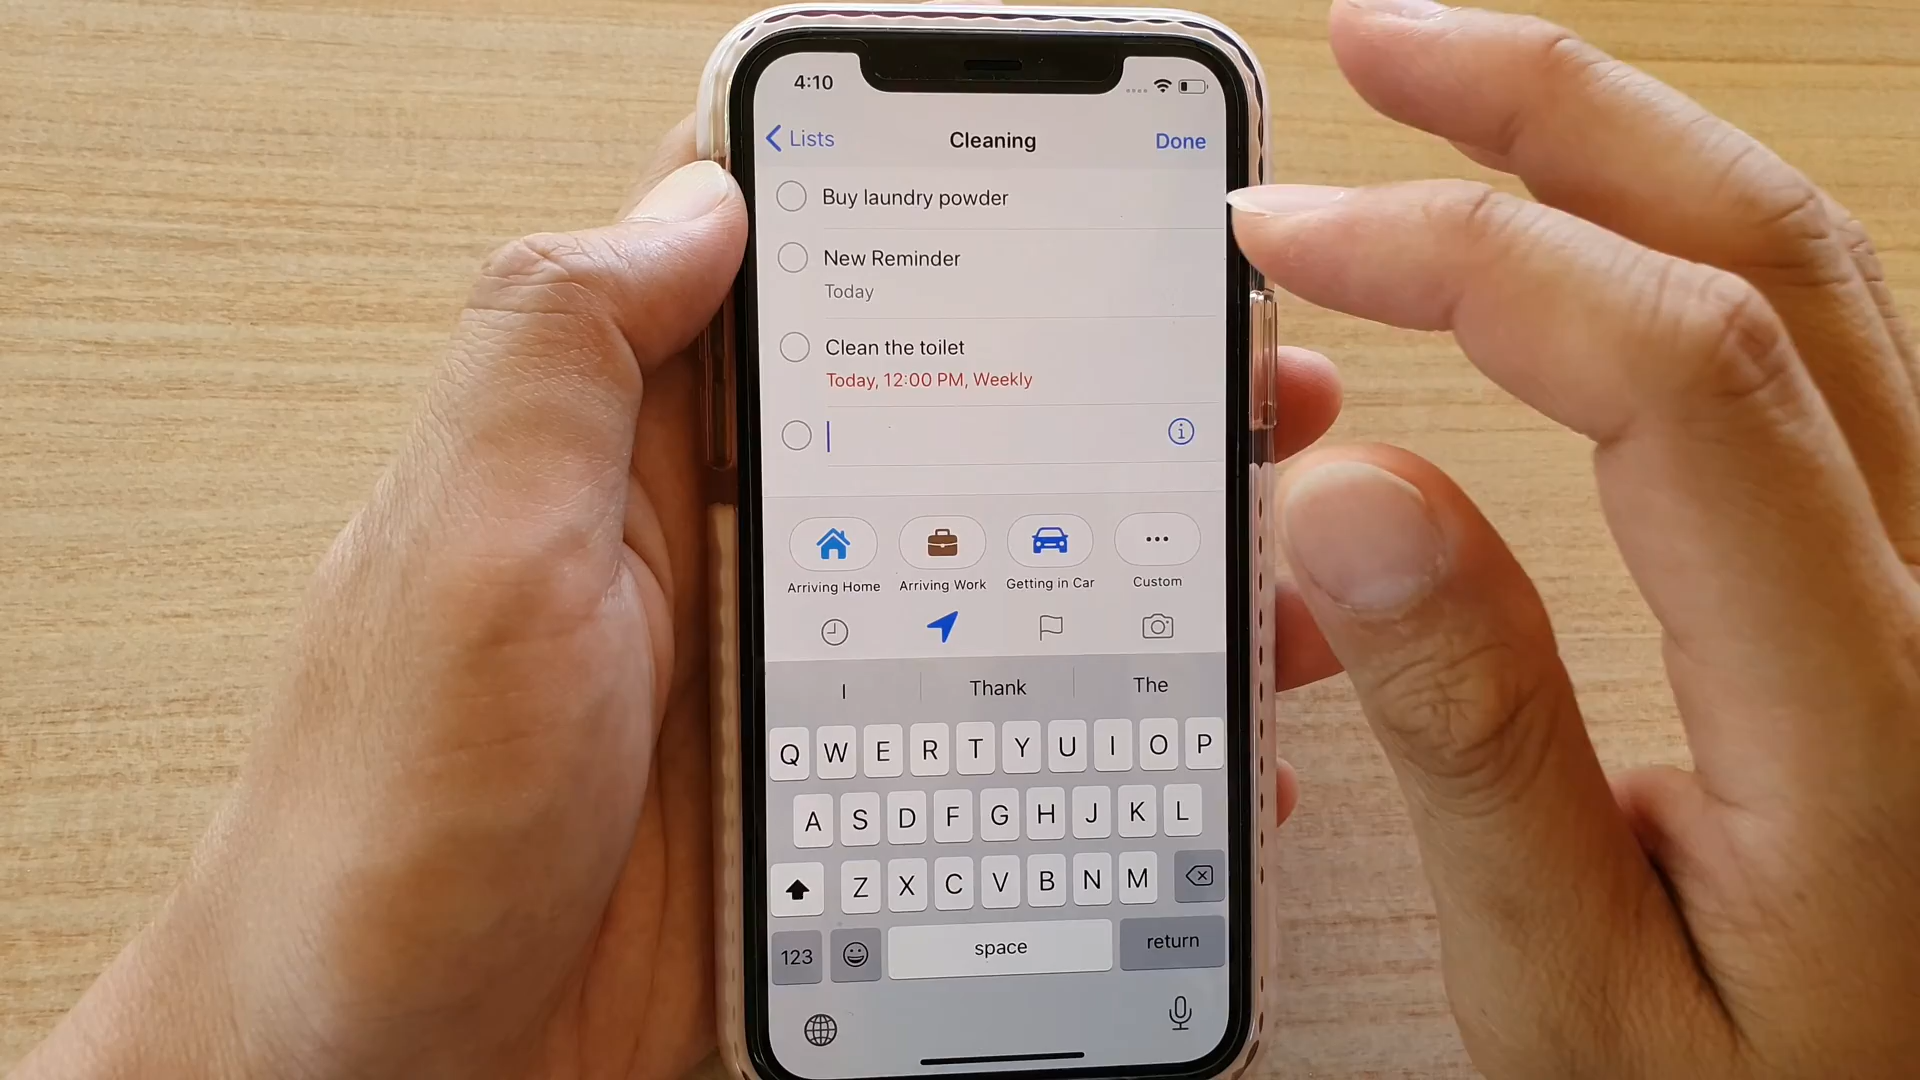 4:10
Lists
Cleaning
Done
Buy laundry powder
New Reminder
Today
Clean the toilet
Today, 12:00 PM, Weekly
Arriving Home
Arriving Work
Getting in Car
Custom
I
Thank
The
Q W E R T Y U I O P
A S D F G H J K L
Z X C V B N M
123
space
return